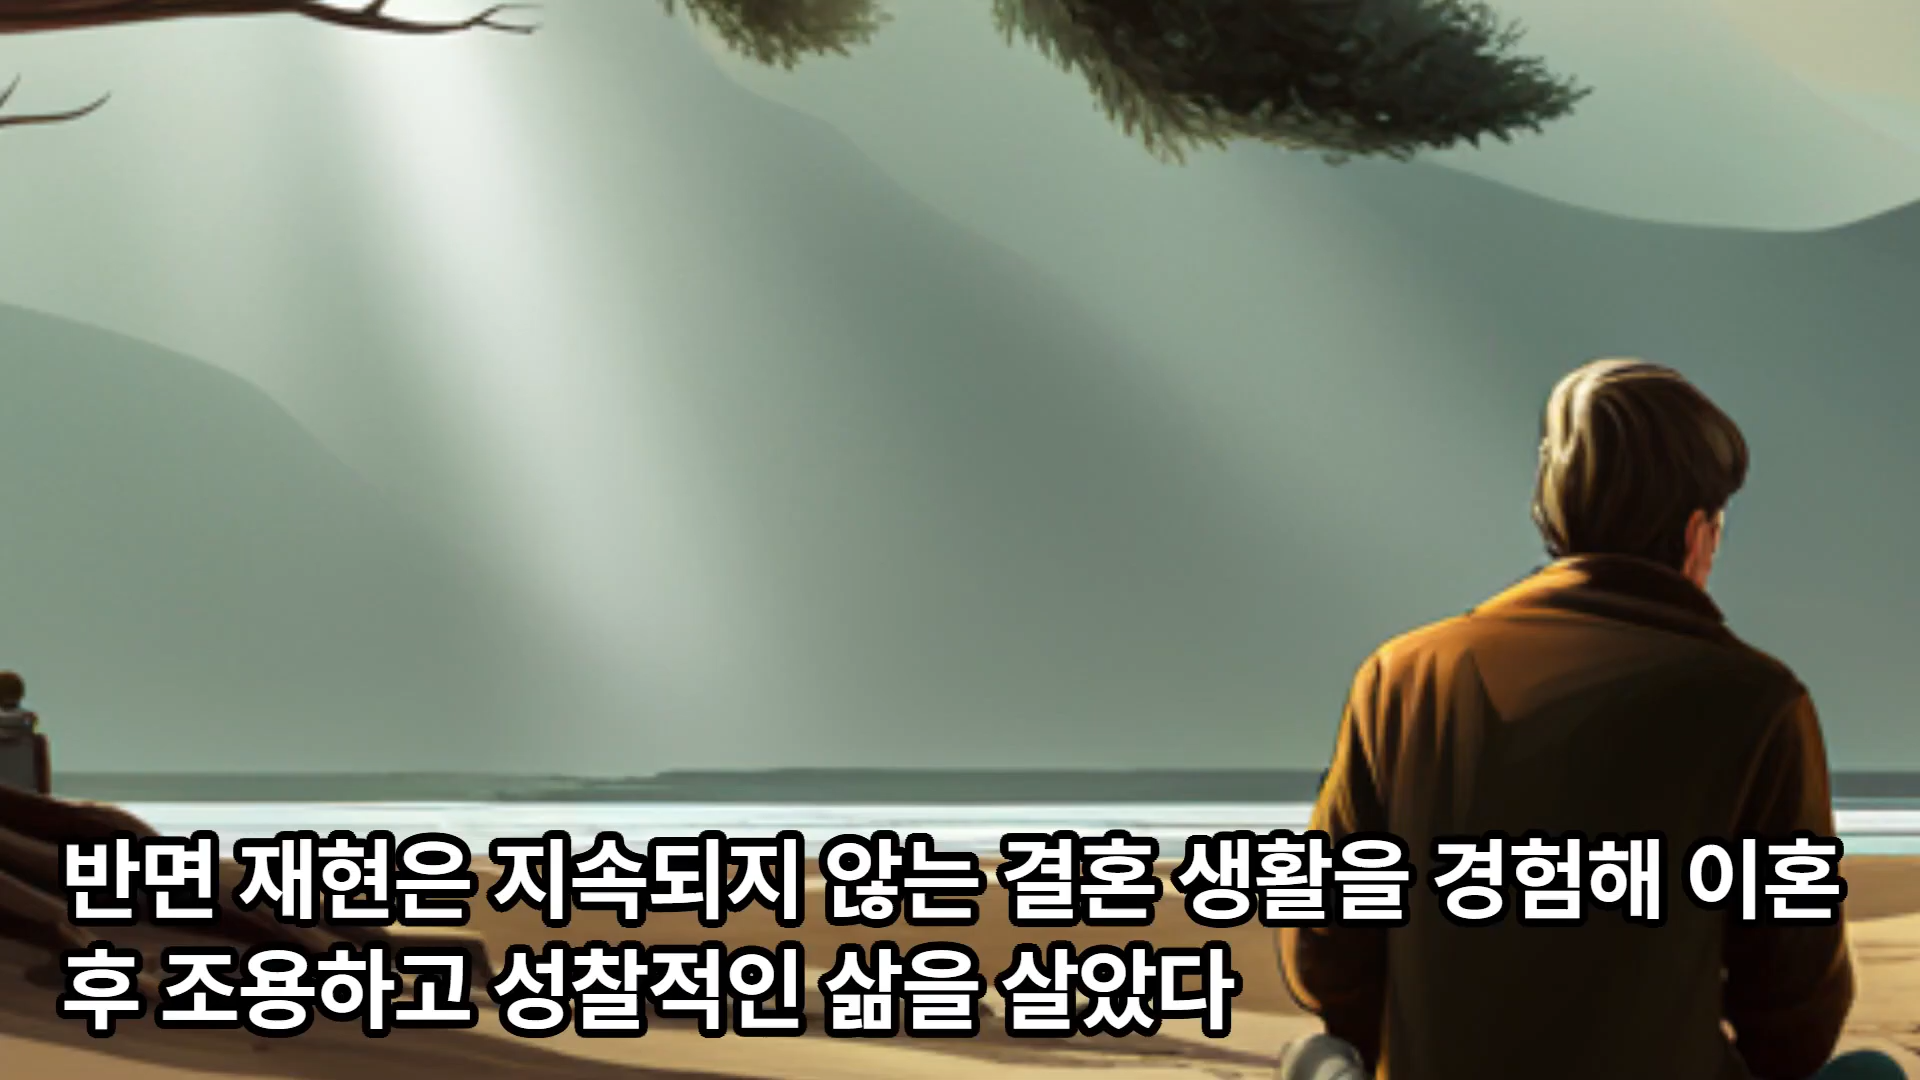 반면 재현은 지속되지 않는 결혼 생활을 경험해 이혼
후 조용하고 성찰적인 삶을 살았다